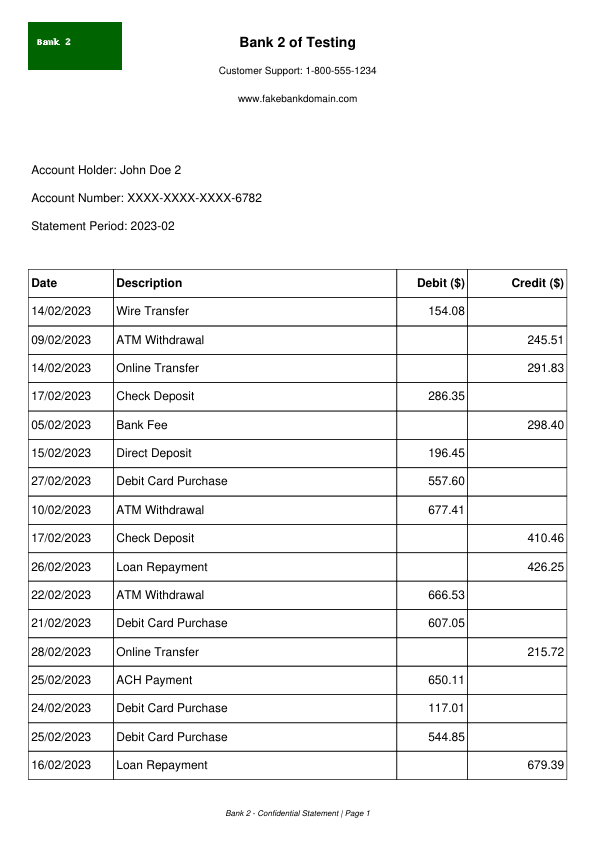 Bank 2
Bank 2 of Testing
Customer Support: 1-800-555-1234
www.fakebankdomain.com
Account Holder: John Doe 2
Account Number: XXXX-XXXX-XXXX-6782
Statement Period: 2023-02
Date Description Debit ($) Credit ($)
14/02/2023 Wire Transfer 154.08
09/02/2023 ATM Withdrawal 245.51
14/02/2023 Online Transfer 291.83
17/02/2023 Check Deposit 286.35
05/02/2023 Bank Fee 298.40
15/02/2023 Direct Deposit 196.45
27/02/2023 Debit Card Purchase 557.60
10/02/2023 ATM Withdrawal 677.41
17/02/2023 Check Deposit 410.46
26/02/2023 Loan Repayment 426.25
22/02/2023 ATM Withdrawal 666.53
21/02/2023 Debit Card Purchase 607.05
28/02/2023 Online Transfer 215.72
25/02/2023 ACH Payment 650.11
24/02/2023 Debit Card Purchase 117.01
25/02/2023 Debit Card Purchase 544.85
16/02/2023 Loan Repayment 679.39
Bank 2 - Confidential Statement | Page 1